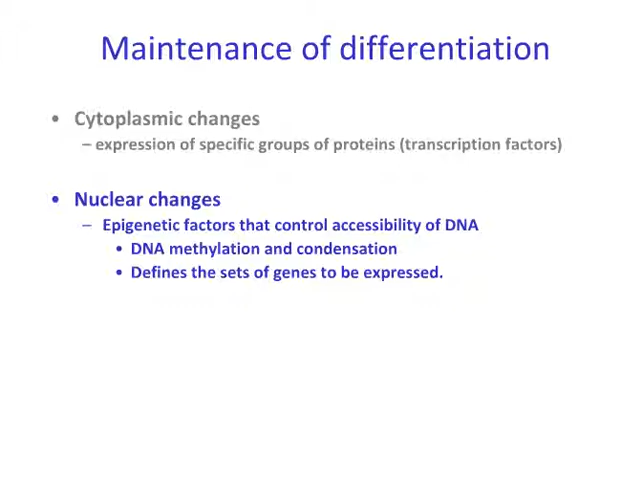 Maintenance of differentiation
• Cytoplasmic changes
– expression of specific groups of proteins (transcription factors)
• Nuclear changes
– Epigenetic factors that control accessibility of DNA
• DNA methylation and condensation
• Defines the sets of genes to be expressed.